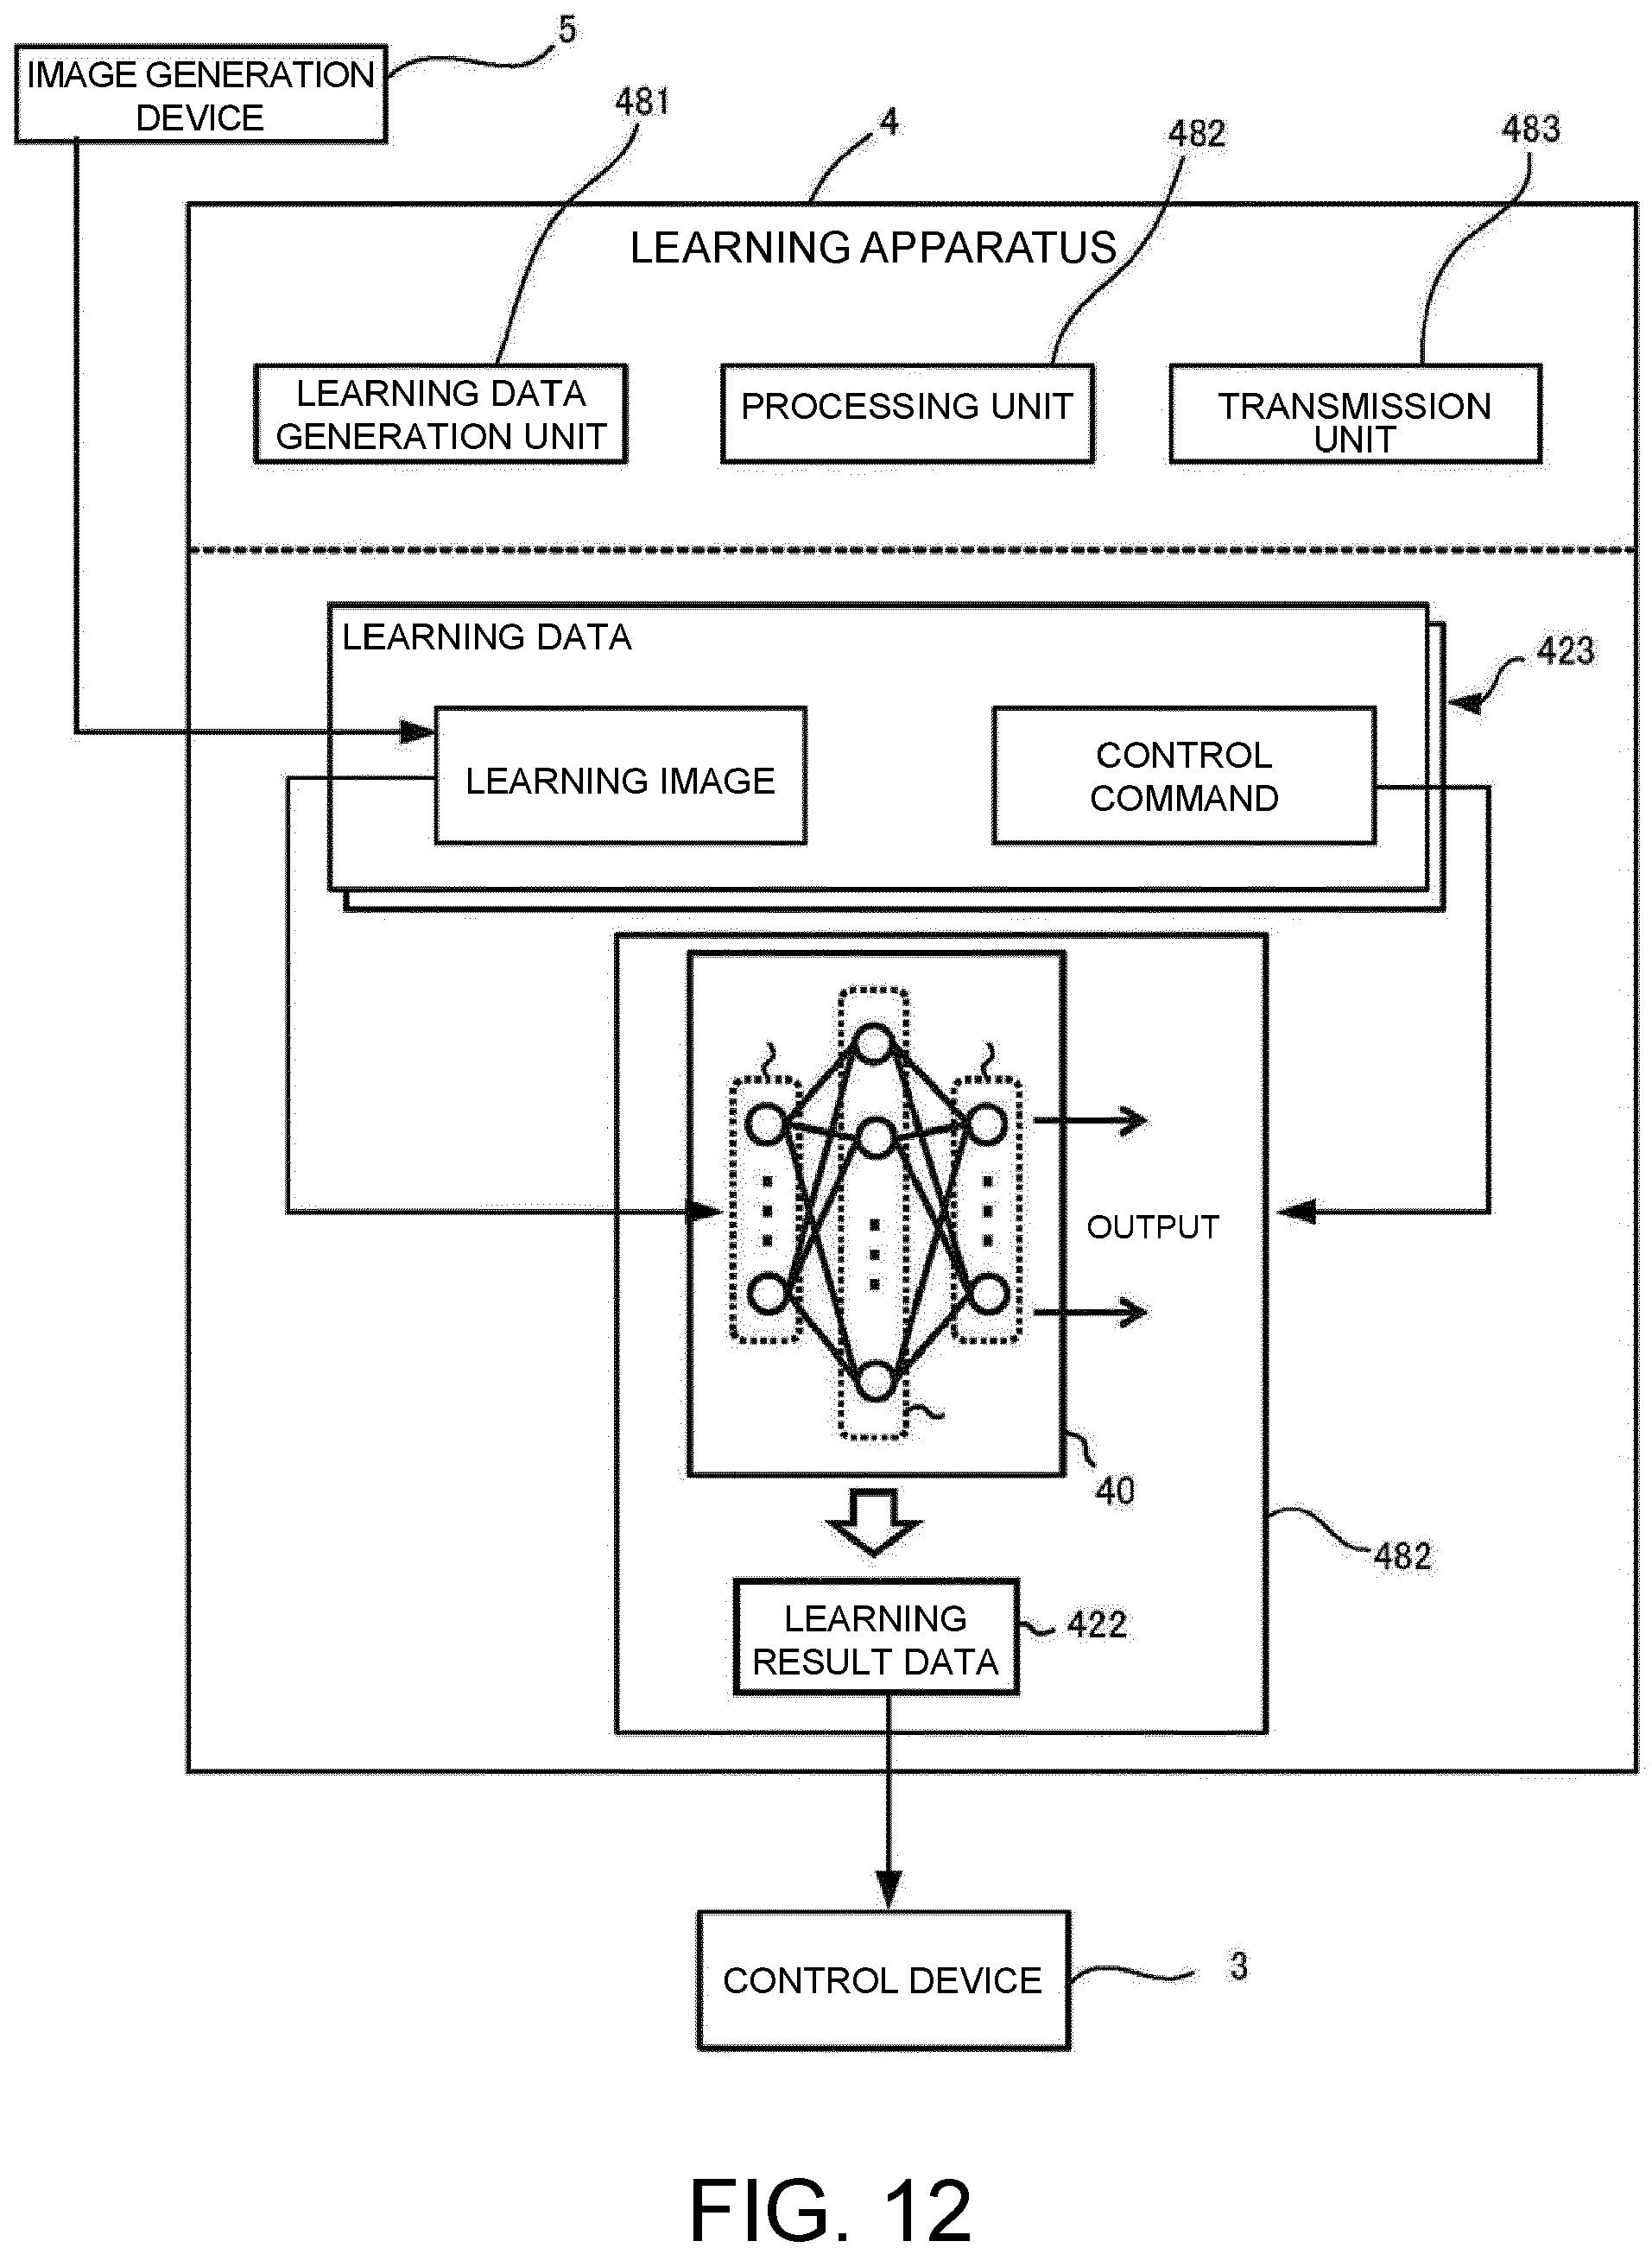 5
IMAGE GENERATION
DEVICE
481
4
482
483
LEARNING APPARATUS
LEARNING DATA
GENERATION UNIT
PROCESSING UNIT
TRANSMISSION
UNIT
LEARNING DATA
423
LEARNING IMAGE
CONTROL
COMMAND
OUTPUT
40
482
LEARNING
RESULT DATA
422
CONTROL DEVICE
3
FIG. 12